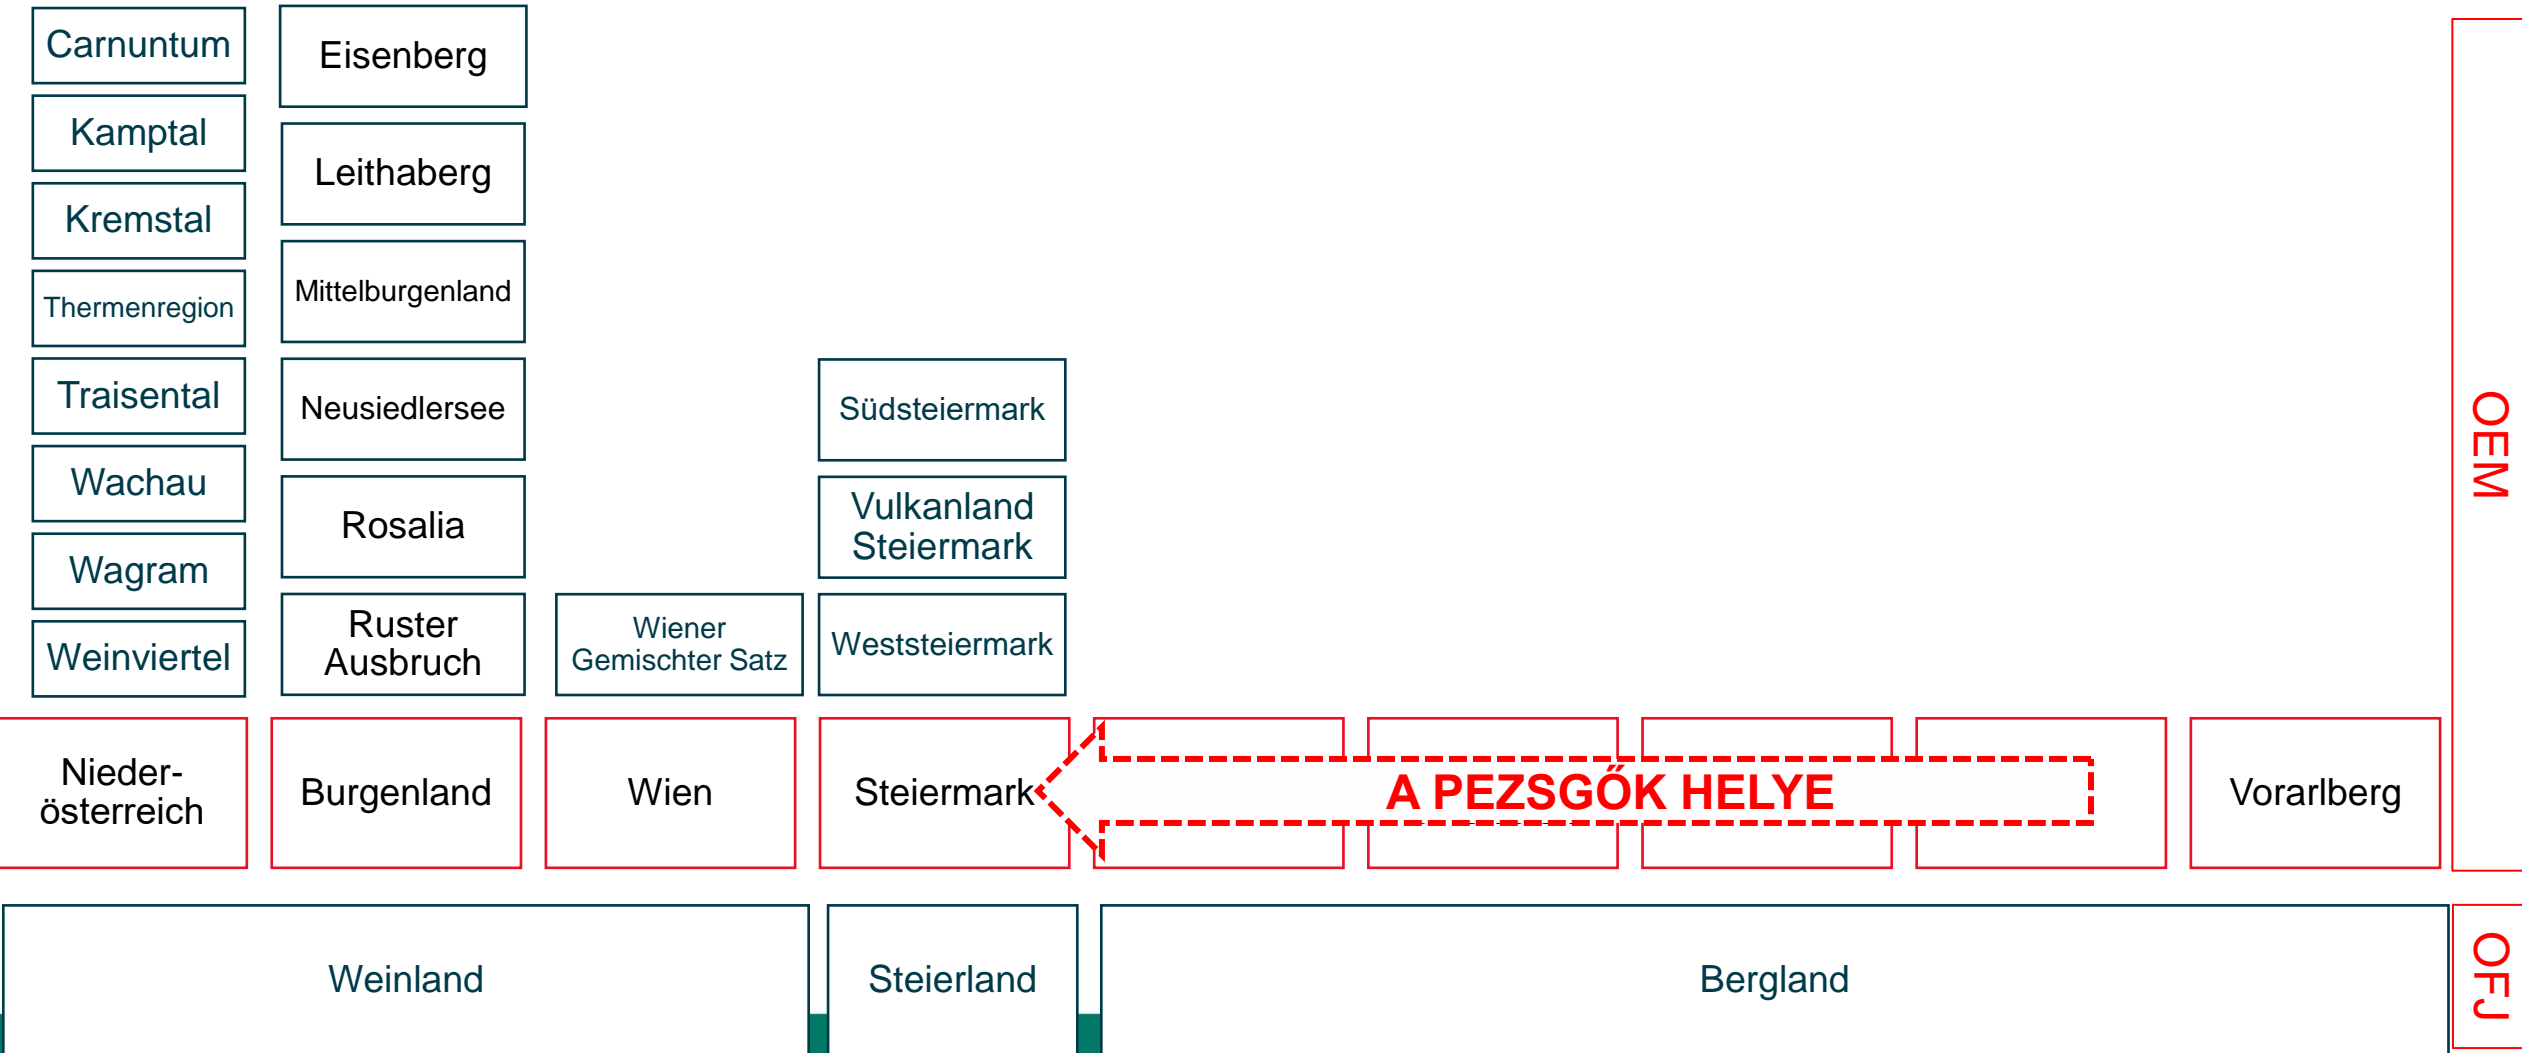 Carnuntum
Kamptal
Kremstal
Thermenregion
Traisental
Wachau
Wagram
Weinviertel
Eisenberg
Leithaberg
Mittelburgenland
Neusiedlersee
Rosalia
Ruster
Ausbruch
Wiener
Gemischter Satz
Südsteiermark
Vulkanland
Steiermark
Weststeiermark
Nieder-
österreich
Burgenland
Wien
Steiermark
A PEZSGŐK HELYE
Vorarlberg
Weinland
Steierland
Bergland
OEM
OFJ